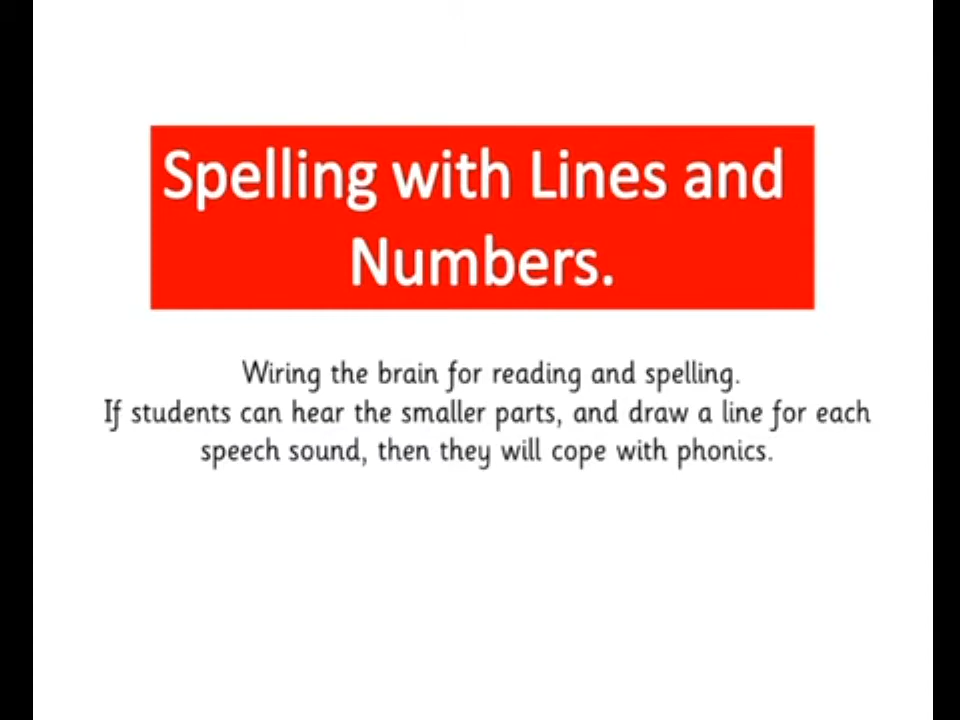 Spelling with Lines and
Numbers.
Wiring the brain for reading and spelling.
If students can hear the smaller parts, and draw a line for each
speech sound, then they will cope with phonics.